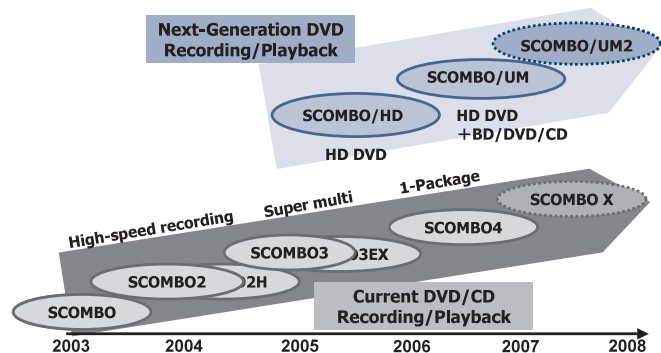 Next-Generation DVD
Recording/Playback
SCOMBO/UM2
SCOMBO/UM
SCOMBO/HD
HD DVD
+BD/DVD/CD
HD DVD
1-Package
SCOMBO X
Super multi
High-speed recording
SCOMBO4
SCOMBO3
3EX
SCOMBO2
2H
SCOMBO
Current DVD/CD
Recording/Playback
2003
2004
2005
2006
2007
2008